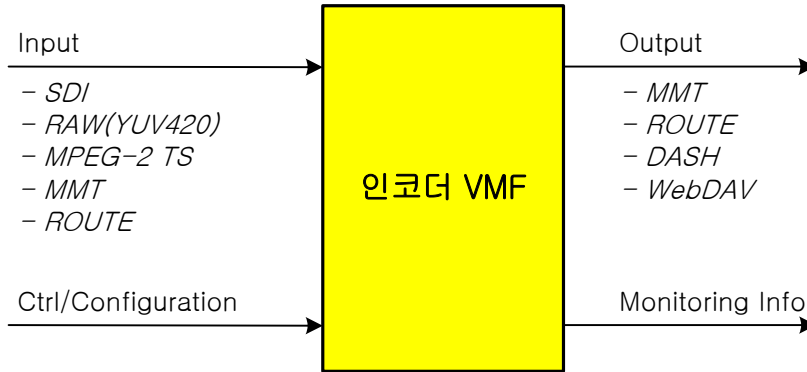 Input
- SDI
- RAW(YUV420)
- MPEG-2 TS
- MMT
- ROUTE
Ctrl/Configuration
인코더 VMF
Output
- MMT
- ROUTE
- DASH
- WebDAV
Monitoring Info